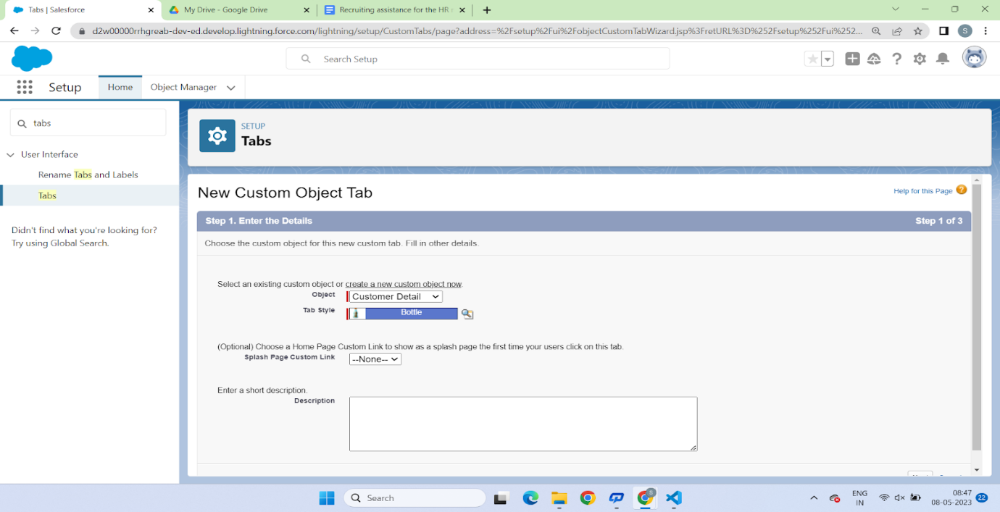 Tabs | Salesforce
My Drive - Google Drive
Recruiting assistance for the HR
d2w00000rrhgreab-dev-ed.develop.lightning.force.com/lightning/setup/CustomTabs/page?address=%2Fsetup%2Fui%2FobjectCustomTabWizard.jsp%3FretURL%3D%252Fsetup%252Fui%252...
S
Search Setup
Setup
Home
Object Manager
tabs
User Interface
Rename Tabs and Labels
Tabs
Didn't find what you're looking for?
Try using Global Search.
SETUP
Tabs
New Custom Object Tab
Help for this Page
Step 1. Enter the Details
Step 1 of 3
Choose the custom object for this new custom tab. Fill in other details.
Select an existing custom object or create a new custom object now.
Object
Customer Detail
Tab Style
Bottle
(Optional) Choose a Home Page Custom Link to show as a splash page the first time your users click on this tab.
Splash Page Custom Link
--None--
Enter a short description.
Description
Search
ENG
IN
08:47
08-05-2023
22